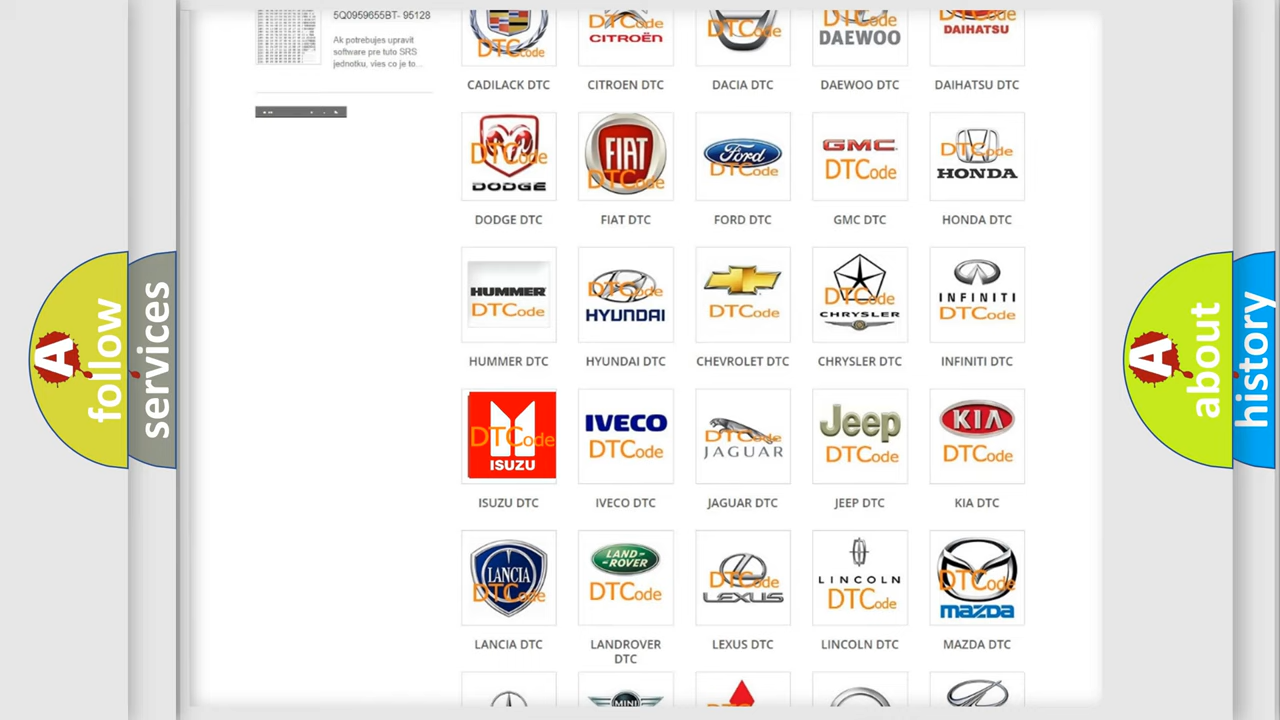 5Q0959655BT- 95128
Ak potrebujes upravit
software pre tuto SRS
jednotku, vies co je to...
DTCode
DTCode
CITROËN
DTCode
DAEWOO
DTCode
DAIHATSU
CADILACK DTC
CITROEN DTC
DACIA DTC
DAEWOO DTC
DAIHATSU DTC
DTCode
DODGE
FIAT
DTCode
Ford
DTCode
GMC
DTCode
DTCode
HONDA
DODGE DTC
FIAT DTC
FORD DTC
GMC DTC
HONDA DTC
HUMMER
DTCode
DTCode
HYUNDAI
DTCode
DTCode
CHRYSLER
INFINITI
DTCode
HUMMER DTC
HYUNDAI DTC
CHEVROLET DTC
CHRYSLER DTC
INFINITI DTC
DTCode
ISUZU
IVECO
DTCode
DTCode
JAGUAR
Jeep
DTCode
KIA
DTCode
ISUZU DTC
IVECO DTC
JAGUAR DTC
JEEP DTC
KIA DTC
LANCIA
DTCode
LAND-
ROVER
DTCode
DTCode
LEXUS
LINCOLN
DTCode
DTCode
mazda
LANCIA DTC
LANDROVER
DTC
LEXUS DTC
LINCOLN DTC
MAZDA DTC
MINI
A follow
services
A about
history